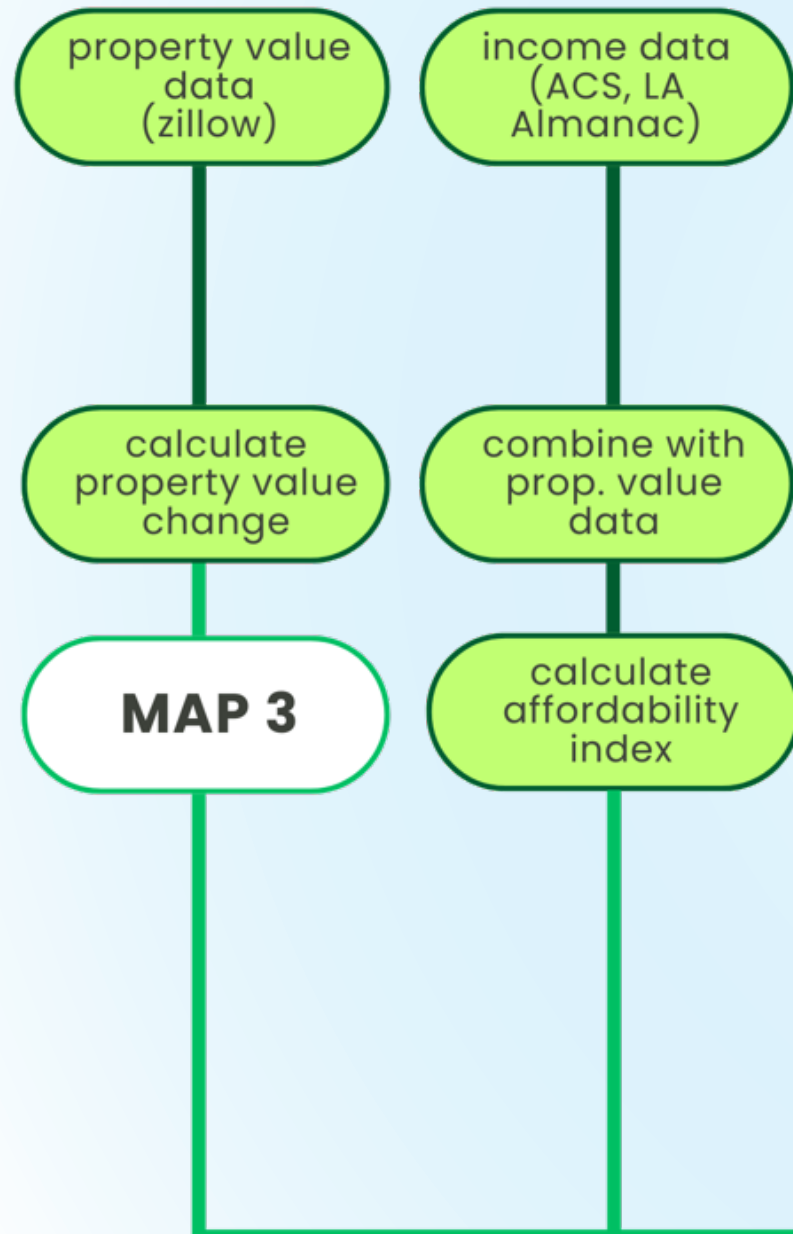 property value
data
(zillow)
income data
(ACS, LA
Almanac)
calculate
property value
change
combine with
prop. value
data
MAP 3
calculate
affordability
index